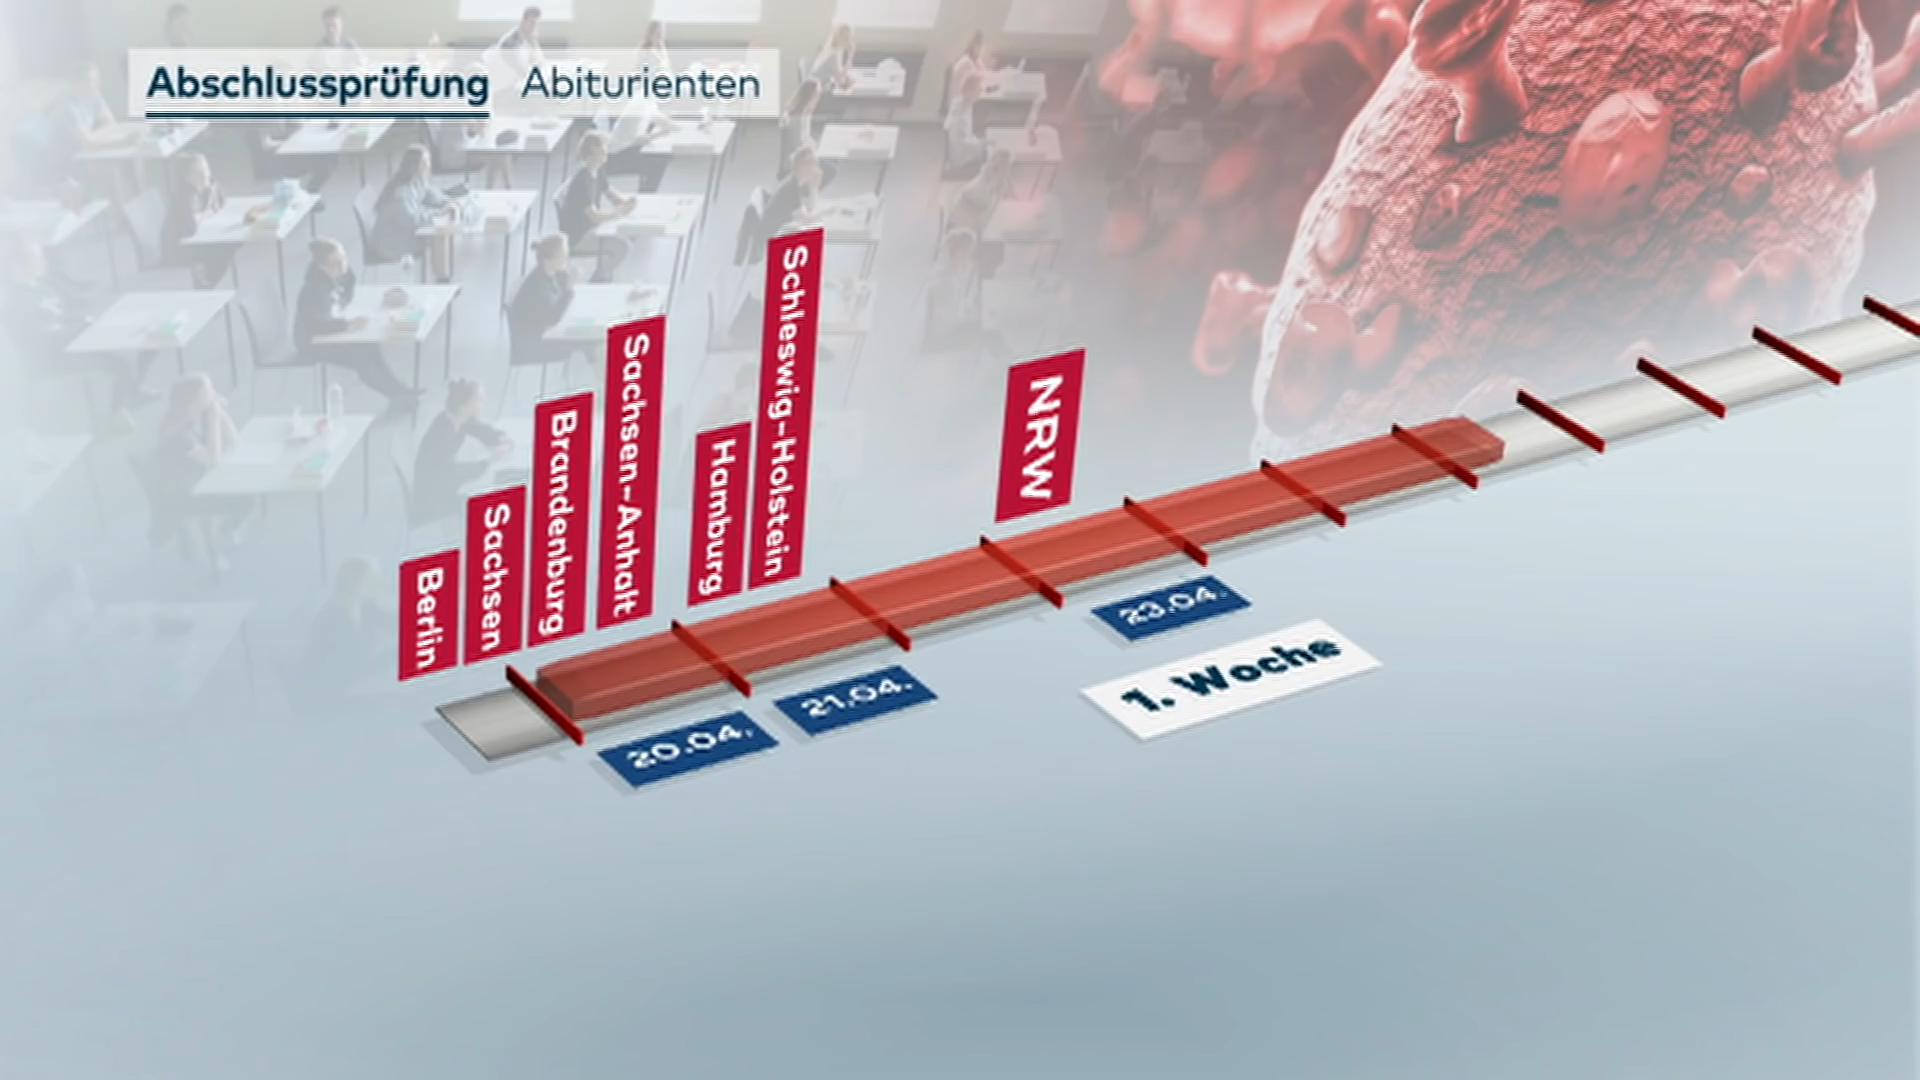 Abschlussprüfung Abiturienten
Berlin
Sachsen
Brandenburg
Sachsen-Anhalt
Hamburg
Schleswig-Holstein
NRW
20.04.
21.04.
23.04.
1. Woche